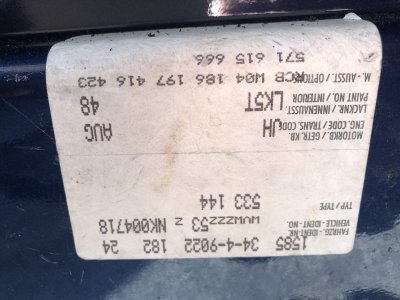 1585 34-4-9022 182 24
FAHRZG.-IDENT-NR.
VEHICLE-IDENT-NO.
WVWZZZ53 Z NK004718
TYP / TYPE
533 144
MOTORKB./GETR.KB.
ENG. CODE/TRANS. CODE
JH AUG
LACKNR./INNENAUSST.
PAINT NO./INTERIOR
LK5T 48
M.-AUSST./OPTIONS
RCB W04 186 197 416 423
571 615 666